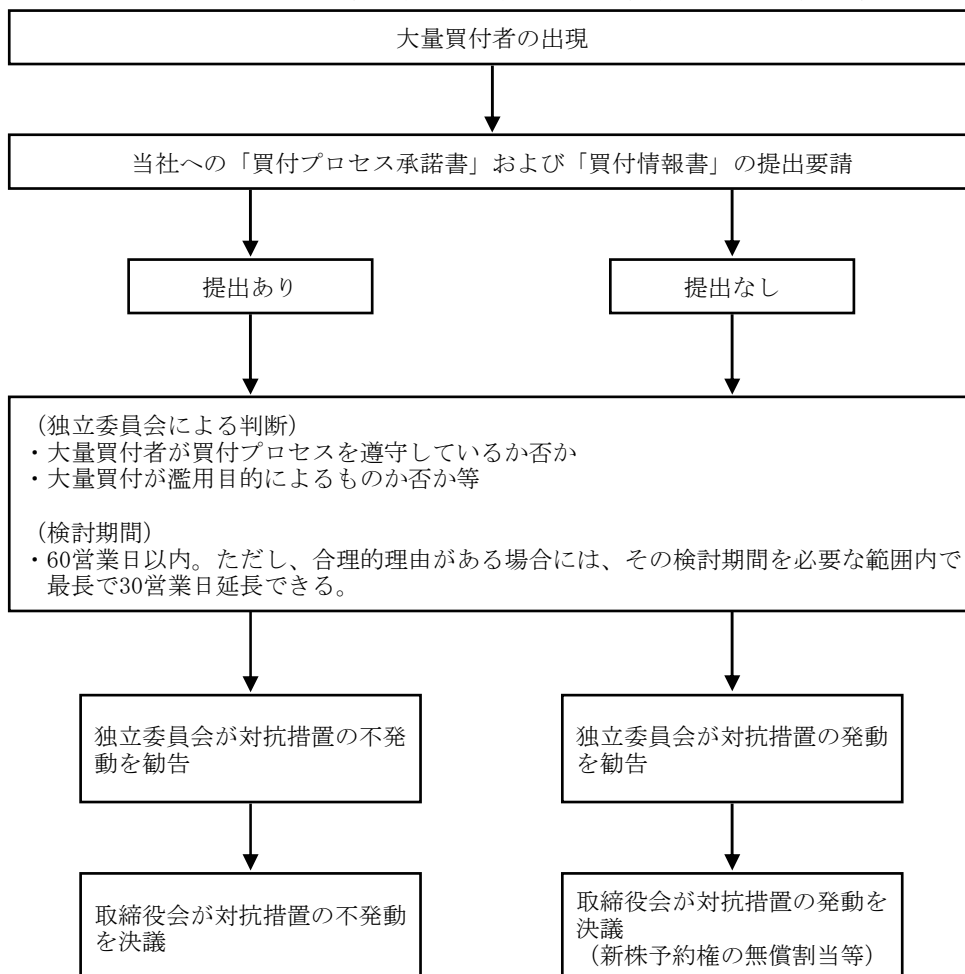 大量買付者の出現
当社への「買付プロセス承諾書」および「買付情報書」の提出要請
提出あり
提出なし
（独立委員会による判断）
・大量買付者が買付プロセスを遵守しているか否か
・大量買付が濫用目的によるものか否か等
（検討期間）
・60営業日以内。ただし、合理的理由がある場合には、その検討期間を必要な範囲内で
最長で30営業日延長できる。
独立委員会が対抗措置の不発
動を勧告
独立委員会が対抗措置の発動
を勧告
取締役会が対抗措置の不発動
を決議
取締役会が対抗措置の発動を
決議
（新株予約権の無償割当等）